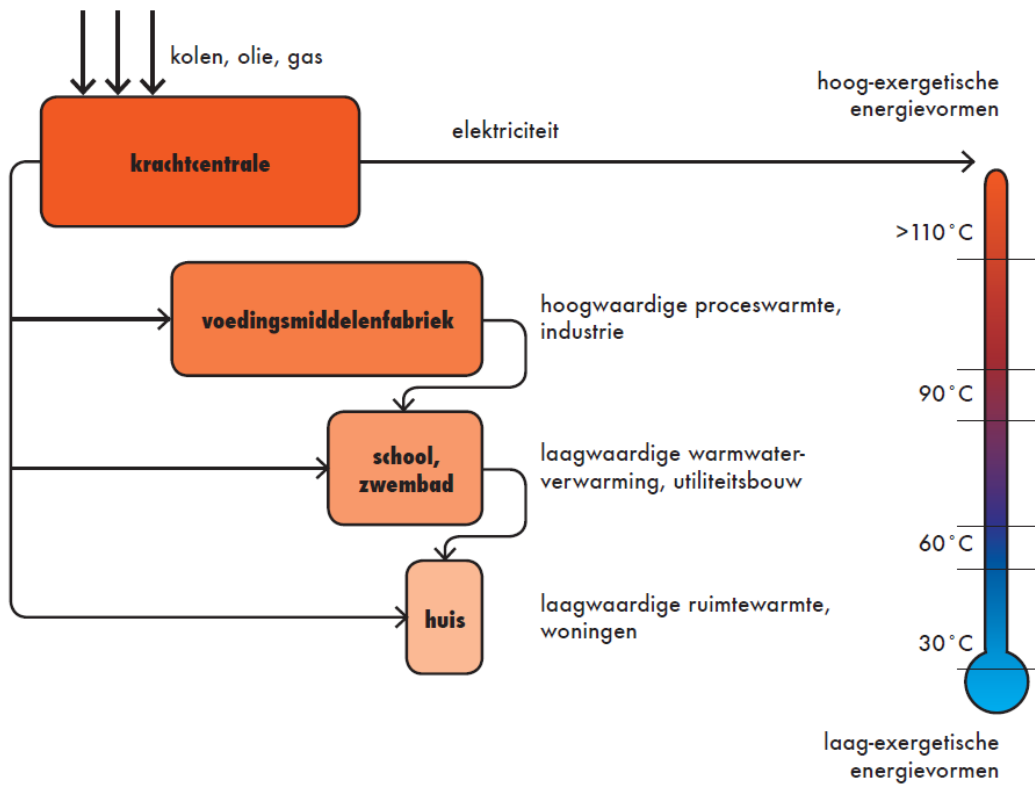 kolen, olie, gas
hoog-exergetische
energievormen
elektriciteit
krachtcentrale
>110°C
voedingsmiddelenfabriek
hoogwaardige proceswarmte,
industrie
90°C
school,
zwembad
laagwaardige warmwater-
verwarming, utiliteitsbouw
60°C
huis
laagwaardige ruimtewarmte,
woningen
30°C
laag-exergetische
energievormen